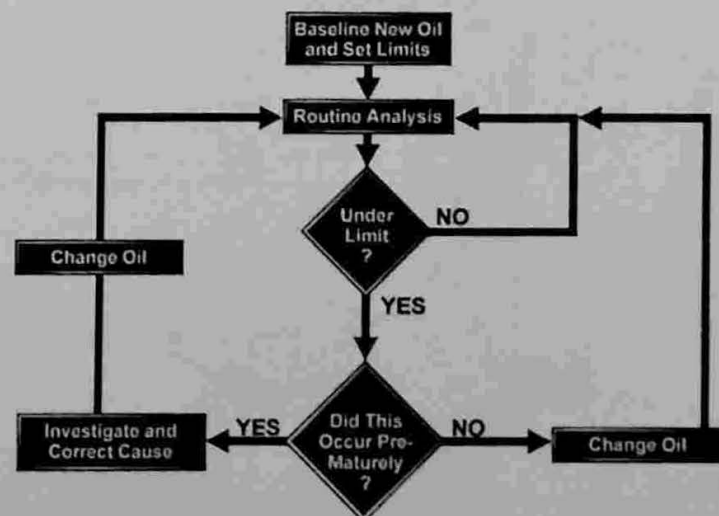 Baseline New Oil
and Set Limits
Routine Analysis
Under
Limit
?
NO
YES
Change Oil
Did This
Occur Pre-
Maturely
?
YES
NO
Investigate and
Correct Cause
Change Oil